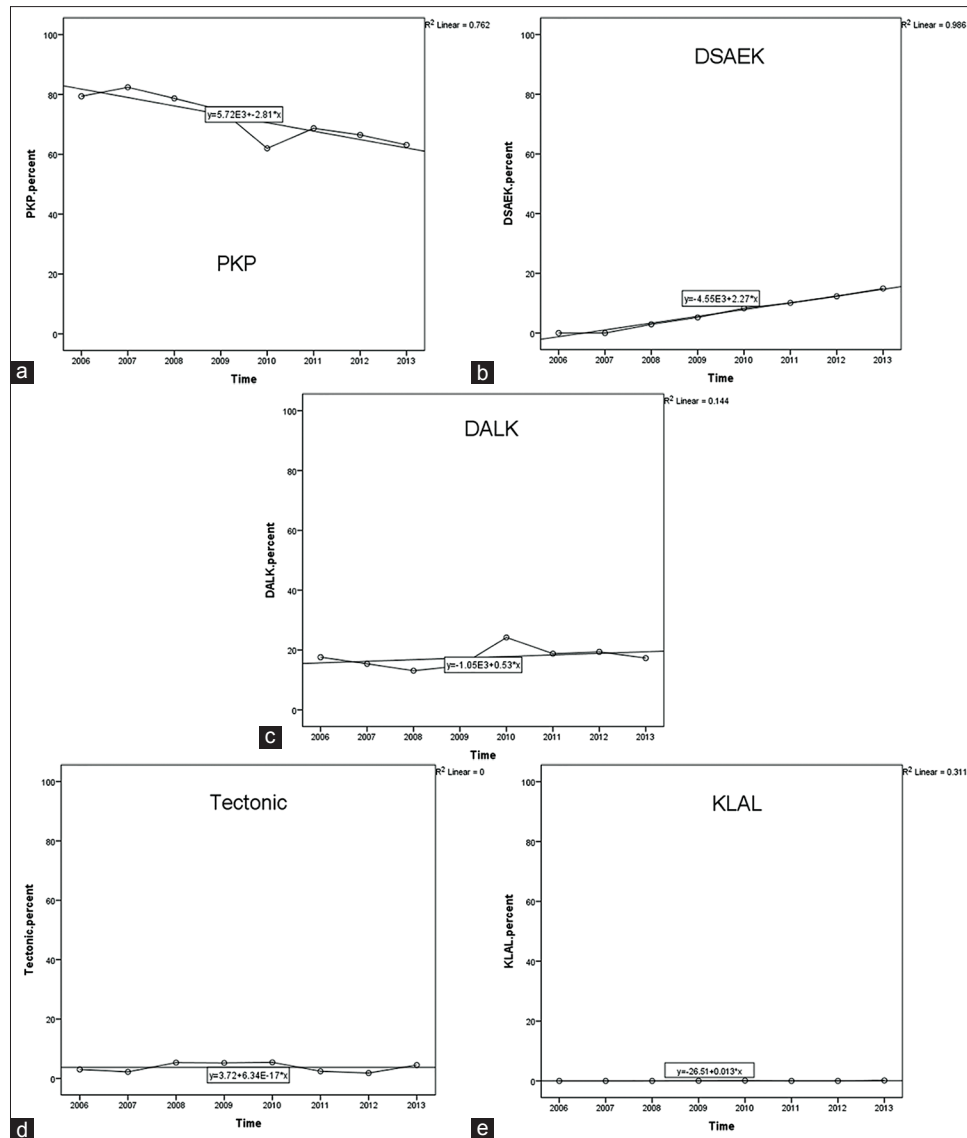 R² Linear = 0.762
100
80
60
40
20
0
PKP.percent
y=5.72E3+-2.81*x
PKP
2006 2007 2008 2009 2010 2011 2012 2013
Time
a
R² Linear = 0.986
DSAEK
100
80
60
40
20
0
DSAEK.percent
y=-4.55E3+2.27*x
2006 2007 2008 2009 2010 2011 2012 2013
Time
b
R² Linear = 0.144
DALK
100
80
60
40
20
0
DALK.percent
y=-1.05E3+0.53*x
2006 2007 2008 2009 2010 2011 2012 2013
Time
c
R² Linear = 0
Tectonic
100
80
60
40
20
0
Tectonic.percent
y=3.72+6.34E-17*x
2006 2007 2008 2009 2010 2011 2012 2013
Time
d
R² Linear = 0.311
KLAL
100
80
60
40
20
0
KLAL.percent
y=-26.51+0.013*x
2006 2007 2008 2009 2010 2011 2012 2013
Time
e